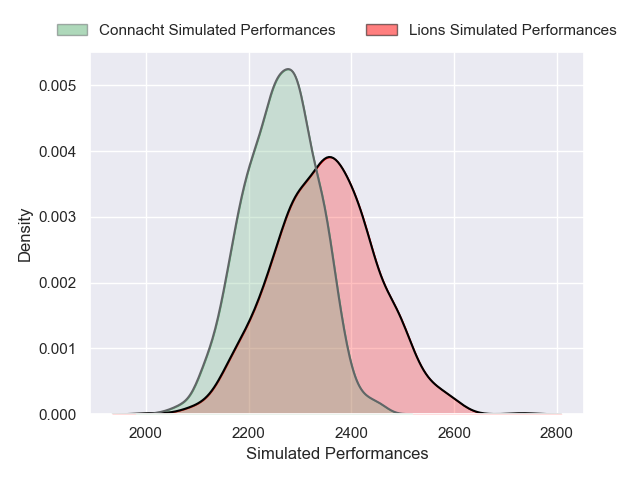 Connacht Simulated Performances Lions Simulated Performances
0.005
0.004
0.003
0.002
0.001
0.000
Density
2000 2200 2400 2600 2800
Simulated Performances